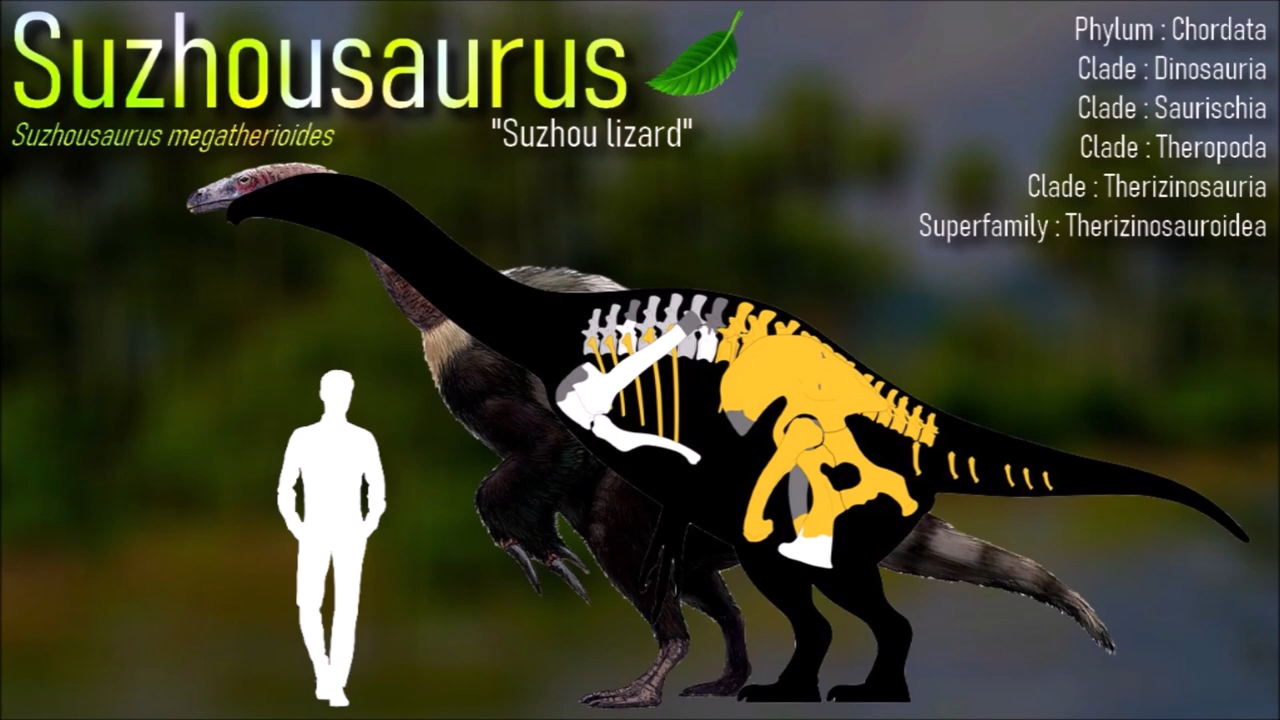 Suzhousaurus
Suzhousaurus megatherioides
"Suzhou lizard"
Phylum : Chordata
Clade : Dinosauria
Clade : Saurischia
Clade : Theropoda
Clade : Therizinosauria
Superfamily : Therizinosauroidea